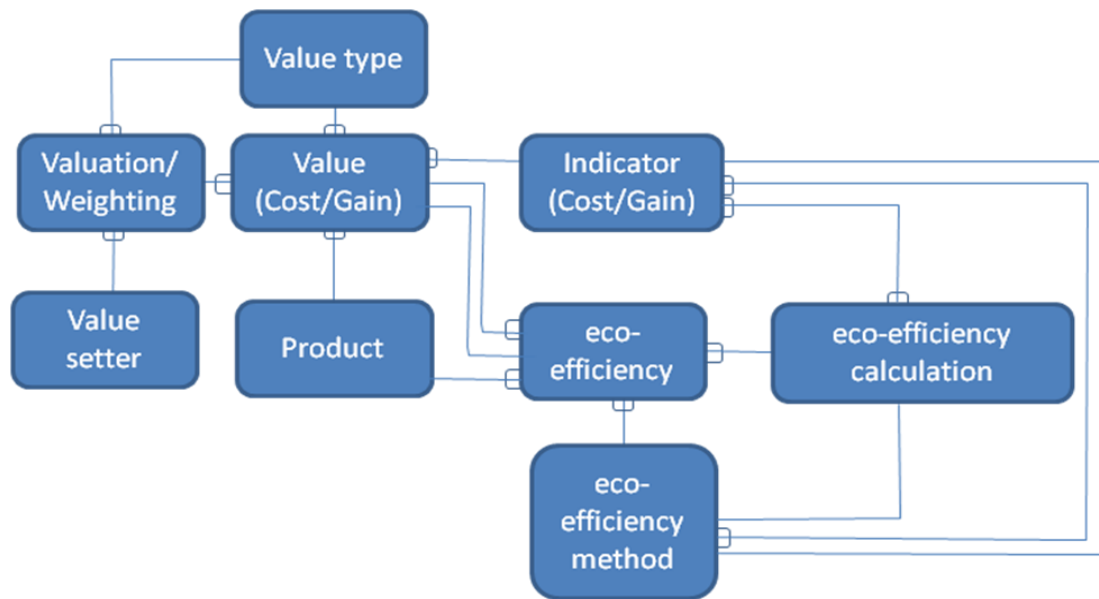 Value type
Valuation/
Weighting
Value
(Cost/Gain)
Indicator
(Cost/Gain)
Value
setter
Product
eco-
efficiency
eco-efficiency
calculation
eco-
efficiency
method